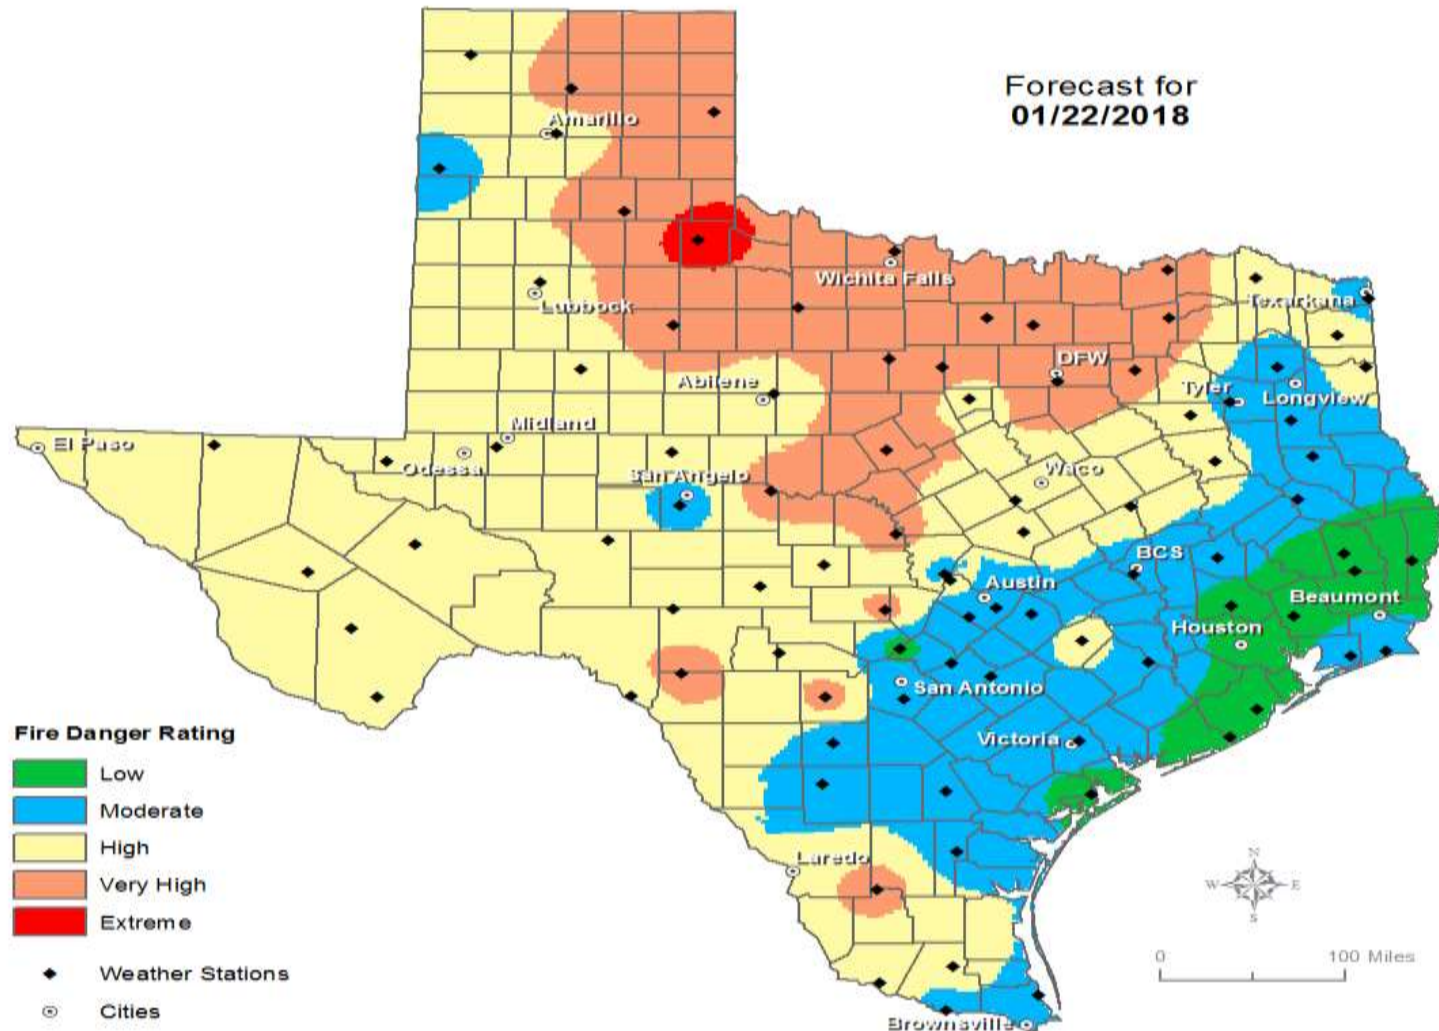 Forecast for
01/22/2018
Amarillo
Wichita Falls
Lubbock
Texarkana
DFW
Abilene
Tyler
Longview
Midland
El Paso
Odessa
San Angelo
Waco
BCS
Austin
Beaumont
Houston
San Antonio
Victoria
Laredo
Brownsville
Fire Danger Rating
Low
Moderate
High
Very High
Extreme
Weather Stations
Cities
N
W
E
S
0
100 Miles